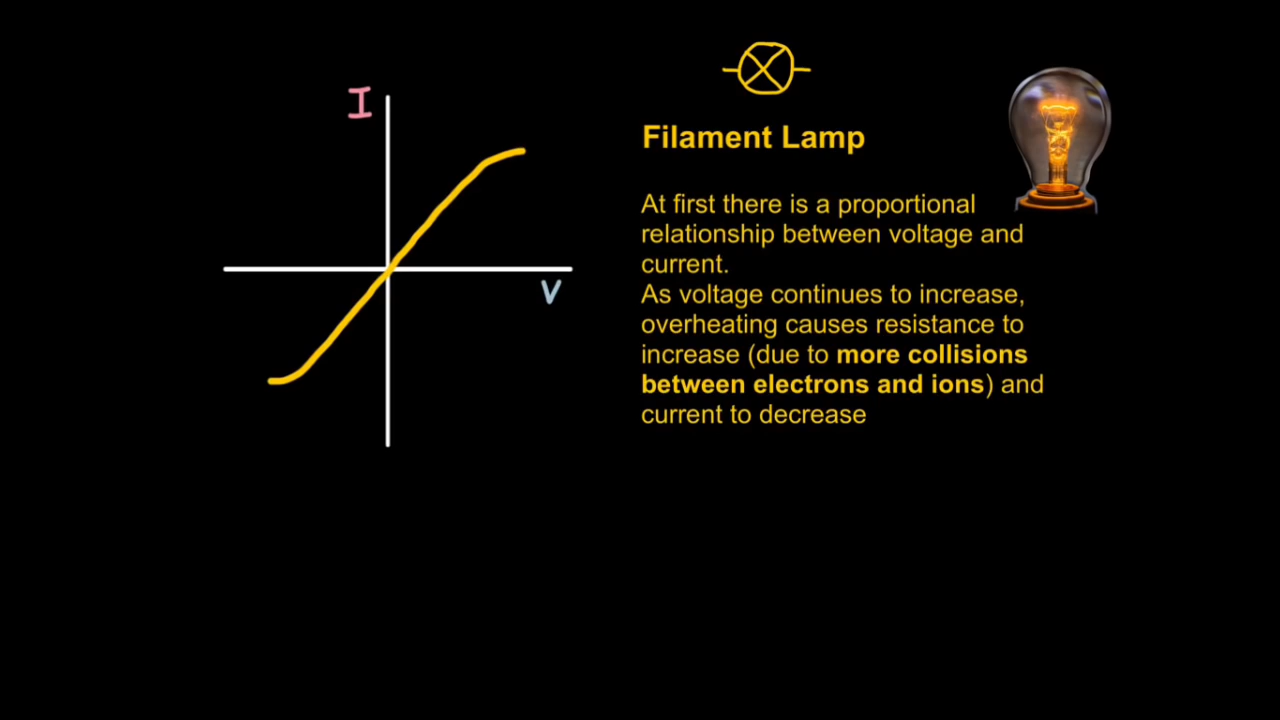 I
V
Filament Lamp
At first there is a proportional
relationship between voltage and
current.
As voltage continues to increase,
overheating causes resistance to
increase (due to more collisions
between electrons and ions) and
current to decrease